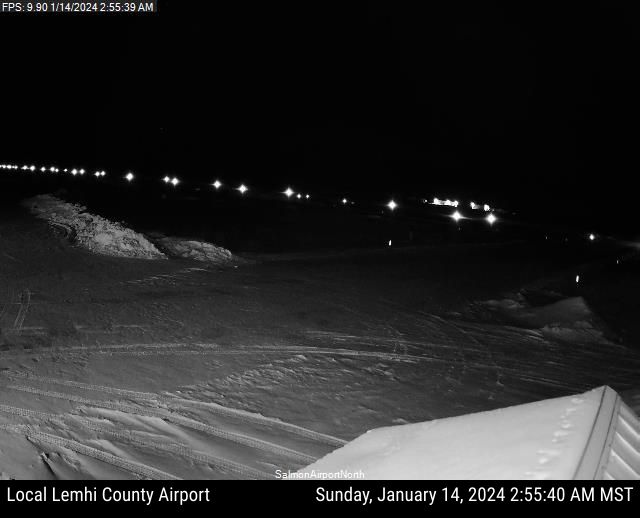 FPS: 9.90 1/14/2024 2:55:39 AM
SalmonAirportNorth
Local Lemhi County Airport Sunday, January 14, 2024 2:55:40 AM MST